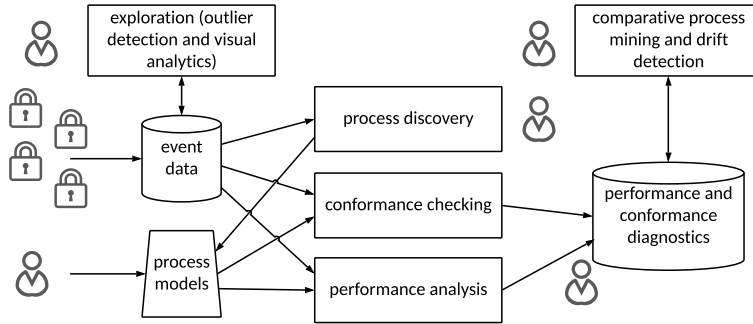 exploration (outlier
detection and visual
analytics)
comparative process
mining and drift
detection
process discovery
event
data
conformance checking
performance and
conformance
diagnostics
process
models
performance analysis